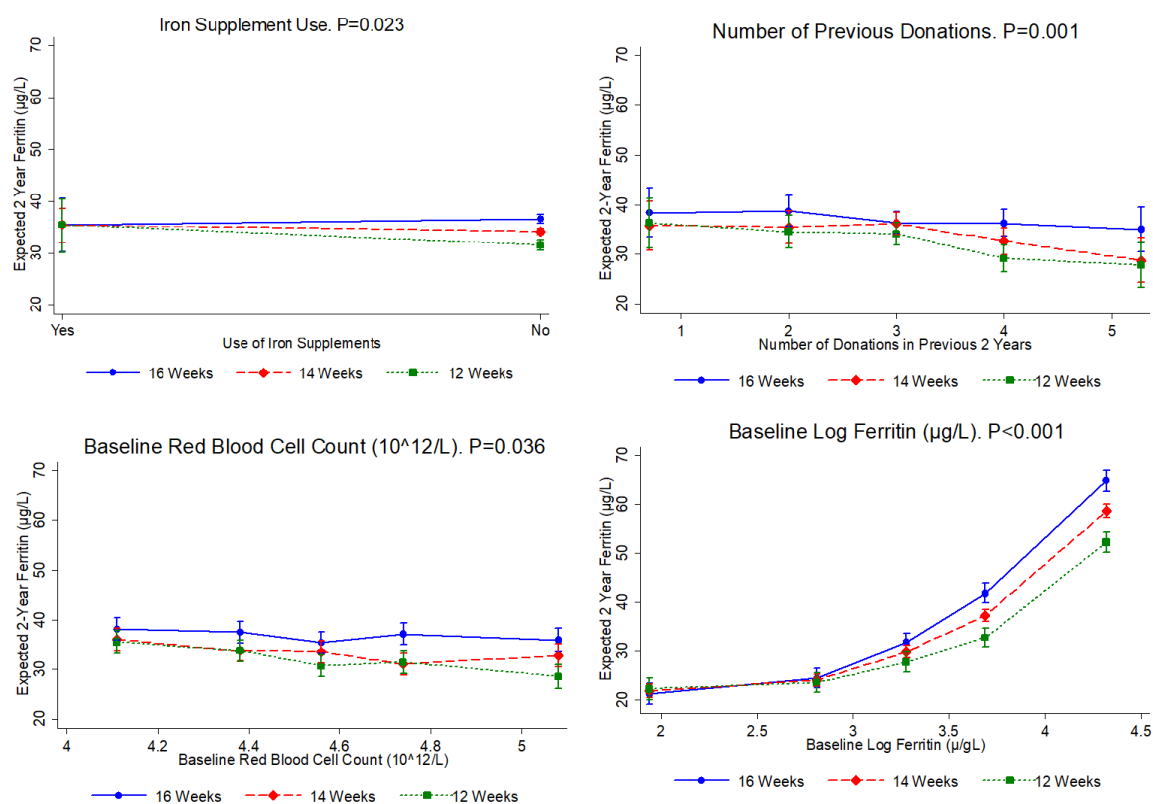 Iron Supplement Use. P=0.023
Expected 2 Year Ferritin (µg/L)
70
60
50
40
30
20
Yes
No
Use of Iron Supplements
16 Weeks
14 Weeks
12 Weeks
Number of Previous Donations. P=0.001
Expected 2-Year Ferritin (µg/L)
70
60
50
40
30
20
1
2
3
4
5
Number of Donations in Previous 2 Years
16 Weeks
14 Weeks
12 Weeks
Baseline Red Blood Cell Count (10^12/L). P=0.036
Expected 2-Year Ferritin (µg/L)
70
60
50
40
30
20
4
4.2
4.4
4.6
4.8
5
Baseline Red Blood Cell Count (10^12/L)
16 Weeks
14 Weeks
12 Weeks
Baseline Log Ferritin (µg/L). P<0.001
Expected 2 Year Ferritin (µg/L)
70
60
50
40
30
20
2
2.5
3
3.5
4
4.5
Baseline Log Ferritin (µ/gL)
16 Weeks
14 Weeks
12 Weeks